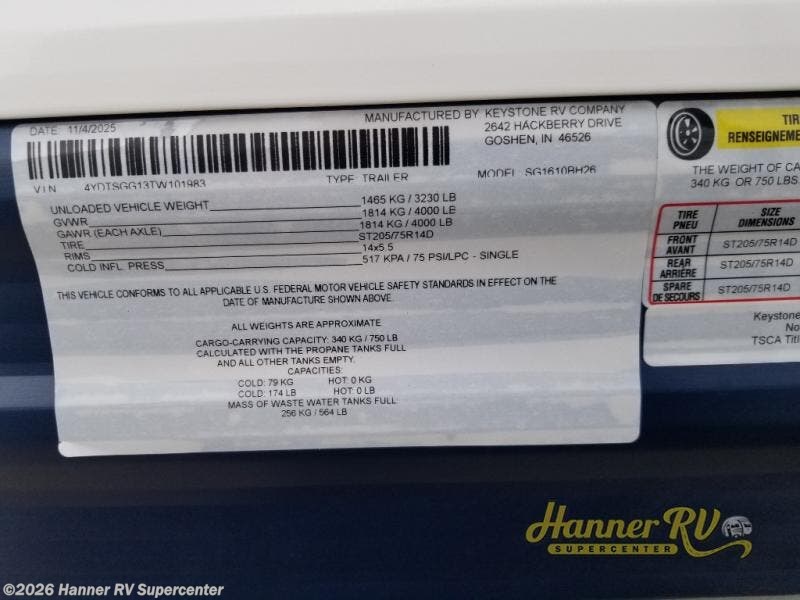 DATE: 11/4/2025
MANUFACTURED BY KEYSTONE RV COMPANY
2642 HACKBERRY DRIVE
GOSHEN, IN 46526
VIN 4YDTSGG13TW101983 TYPE TRAILER MODEL: SG1610BH26
UNLOADED VEHICLE WEIGHT 1465 KG / 3230 LB
GVWR 1814 KG / 4000 LB
GAWR (EACH AXLE) 1814 KG / 4000 LB
TIRE ST205/75R14D
RIMS 14x5.5
COLD INFL. PRESS 517 KPA / 75 PSI/LPC - SINGLE
THIS VEHICLE CONFORMS TO ALL APPLICABLE U.S. FEDERAL MOTOR VEHICLE SAFETY STANDARDS IN EFFECT ON THE
DATE OF MANUFACTURE SHOWN ABOVE.
ALL WEIGHTS ARE APPROXIMATE
CARGO-CARRYING CAPACITY: 340 KG / 750 LB
CALCULATED WITH THE PROPANE TANKS FULL
AND ALL OTHER TANKS EMPTY.
CAPACITIES:
COLD: 79 KG HOT: 0 KG
COLD: 174 LB HOT: 0 LB
MASS OF WASTE WATER TANKS FULL
256 KG / 564 LB
TIR
RENSEIGNEME
THE WEIGHT OF CA
340 KG OR 750 LBS
TIRE
PNEU
SIZE
DIMENSIONS
FRONT
AVANT
ST205/75R14D
REAR
ARRIÈRE
ST205/75R14D
SPARE
DE SECOURS
ST205/75R14D
Keystone
No
TSCA Titl
Hanner RV
SUPERCENTER
©2026 Hanner RV Supercenter